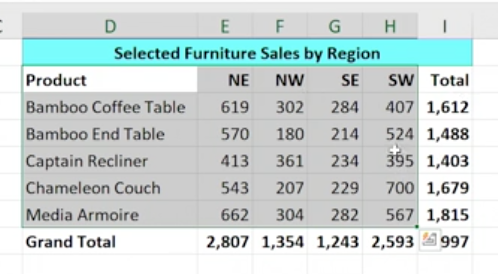 D E F G H I
Selected Furniture Sales by Region
Product NE NW SE SW Total
Bamboo Coffee Table 619 302 284 407 1,612
Bamboo End Table 570 180 214 524 1,488
Captain Recliner 413 361 234 395 1,403
Chameleon Couch 543 207 229 700 1,679
Media Armoire 662 304 282 567 1,815
Grand Total 2,807 1,354 1,243 2,593 997